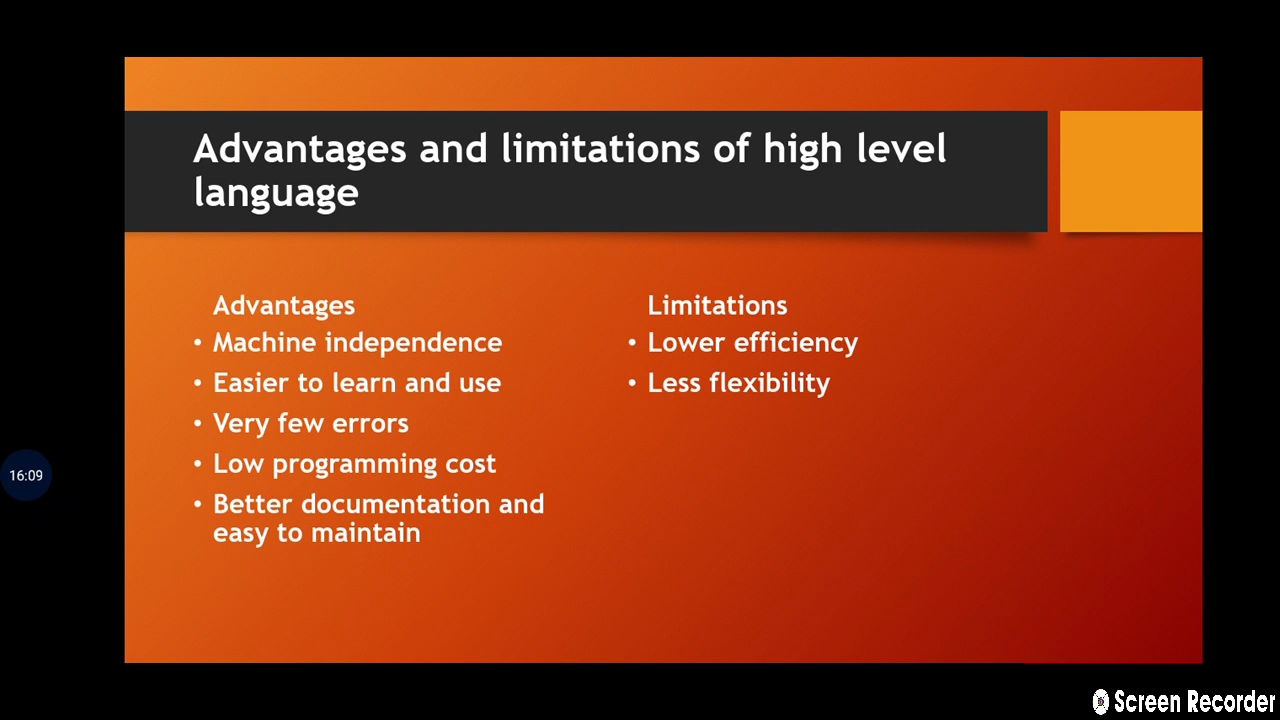 Advantages and limitations of high level
language
Advantages
• Machine independence
• Easier to learn and use
• Very few errors
• Low programming cost
• Better documentation and
easy to maintain
Limitations
• Lower efficiency
• Less flexibility
16:09
Screen Recorder